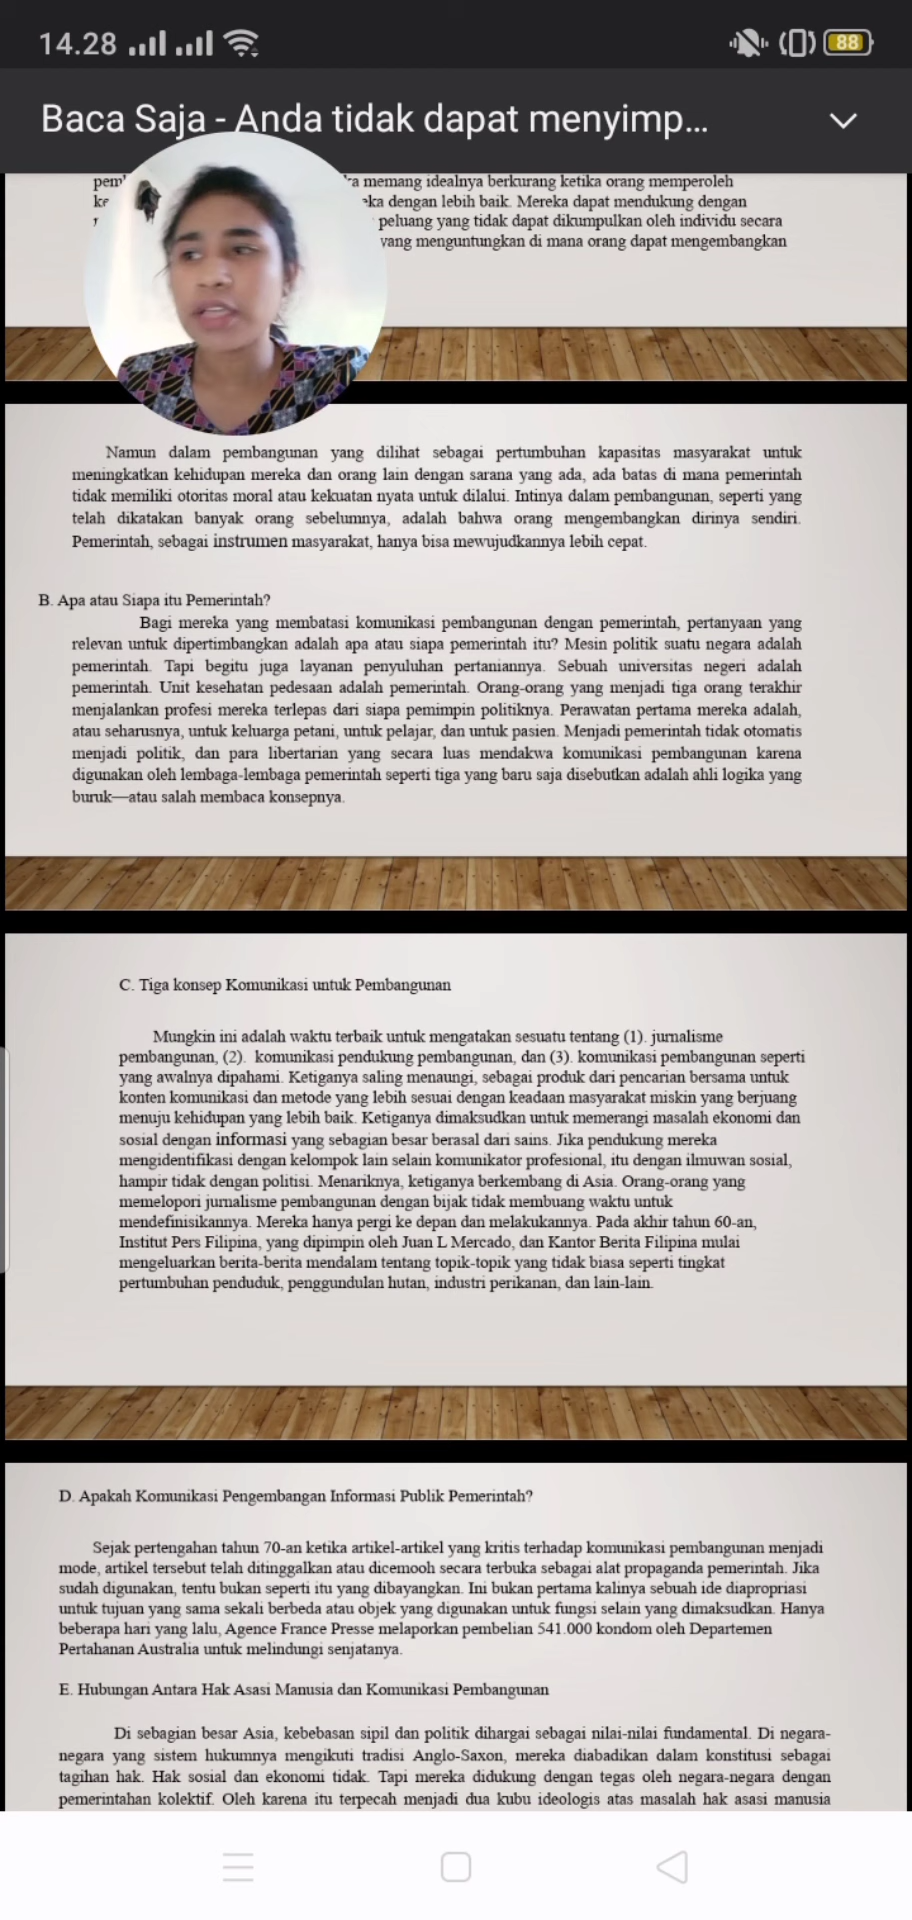 14.28
88
Baca Saja - Anda tidak dapat menyimp...
memang idealnya berkurang ketika orang memperoleh
dengan lebih baik. Mereka dapat mendukung dengan
peluang yang tidak dapat dikumpulkan oleh individu secara
yang menguntungkan di mana orang dapat mengembangkan
Namun dalam pembangunan yang dilihat sebagai pertumbuhan kapasitas masyarakat untuk
meningkatkan kehidupan mereka dan orang lain dengan sarana yang ada, ada batas di mana pemerintah
tidak memiliki otoritas moral atau kekuatan nyata untuk dilalui. Intinya dalam pembangunan, seperti yang
telah dikatakan banyak orang sebelumnya, adalah bahwa orang mengembangkan dirinya sendiri.
Pemerintah, sebagai instrumen masyarakat, hanya bisa mewujudkannya lebih cepat.
B. Apa atau Siapa itu Pemerintah?
Bagi mereka yang membatasi komunikasi pembangunan dengan pemerintah, pertanyaan yang
relevan untuk dipertimbangkan adalah apa atau siapa pemerintah itu? Mesin politik suatu negara adalah
pemerintah. Tapi begitu juga layanan penyuluhan pertaniannya. Sebuah universitas negeri adalah
pemerintah. Unit kesehatan pedesaan adalah pemerintah. Orang-orang yang menjadi tiga orang terakhir
menjalankan profesi mereka terlepas dari siapa pemimpin politiknya. Perawatan pertama mereka adalah,
atau seharusnya, untuk keluarga petani, untuk pelajar, dan untuk pasien. Menjadi pemerintah tidak otomatis
menjadi politik, dan para libertarian yang secara luas mendakwa komunikasi pembangunan karena
digunakan oleh lembaga-lembaga pemerintah seperti tiga yang baru saja disebutkan adalah ahli logika yang
buruk—atau salah membaca konsepnya.
C. Tiga konsep Komunikasi untuk Pembangunan
Mungkin ini adalah waktu terbaik untuk mengatakan sesuatu tentang (1). jurnalisme
pembangunan, (2). komunikasi pendukung pembangunan, dan (3). komunikasi pembangunan seperti
yang awalnya dipahami. Ketiganya saling menaungi, sebagai produk dari pencarian bersama untuk
konten komunikasi dan metode yang lebih sesuai dengan keadaan masyarakat miskin yang berjuang
menuju kehidupan yang lebih baik. Ketiganya dimaksudkan untuk memerangi masalah ekonomi dan
sosial dengan informasi yang sebagian besar berasal dari sains. Jika pendukung mereka
mengidentifikasi dengan kelompok lain selain komunikator profesional, itu dengan ilmuwan sosial,
hampir tidak dengan politisi. Menariknya, ketiganya berkembang di Asia. Orang-orang yang
memelopori jurnalisme pembangunan dengan bijak tidak membuang waktu untuk
mendefinisikannya. Mereka hanya pergi ke depan dan melakukannya. Pada akhir tahun 60-an,
Institut Pers Filipina, yang dipimpin oleh Juan L Mercado, dan Kantor Berita Filipina mulai
mengeluarkan berita-berita mendalam tentang topik-topik yang tidak biasa seperti tingkat
pertumbuhan penduduk, penggundulan hutan, industri perikanan, dan lain-lain.
D. Apakah Komunikasi Pengembangan Informasi Publik Pemerintah?
Sejak pertengahan tahun 70-an ketika artikel-artikel yang kritis terhadap komunikasi pembangunan menjadi
mode, artikel tersebut telah ditinggalkan atau dicemooh secara terbuka sebagai alat propaganda pemerintah. Jika
sudah digunakan, tentu bukan seperti itu yang dibayangkan. Ini bukan pertama kalinya sebuah ide diapropriasi
untuk tujuan yang sama sekali berbeda atau objek yang digunakan untuk fungsi selain yang dimaksudkan. Hanya
beberapa hari yang lalu, Agence France Presse melaporkan pembelian 541.000 kondom oleh Departemen
Pertahanan Australia untuk melindungi senjatanya.
E. Hubungan Antara Hak Asasi Manusia dan Komunikasi Pembangunan
Di sebagian besar Asia, kebebasan sipil dan politik dihargai sebagai nilai-nilai fundamental. Di negara-
negara yang sistem hukumnya mengikuti tradisi Anglo-Saxon, mereka diabadikan dalam konstitusi sebagai
tagihan hak. Hak sosial dan ekonomi tidak. Tapi mereka didukung dengan tegas oleh negara-negara dengan
pemerintahan kolektif. Oleh karena itu terpecah menjadi dua kubu ideologis atas masalah hak asasi manusia